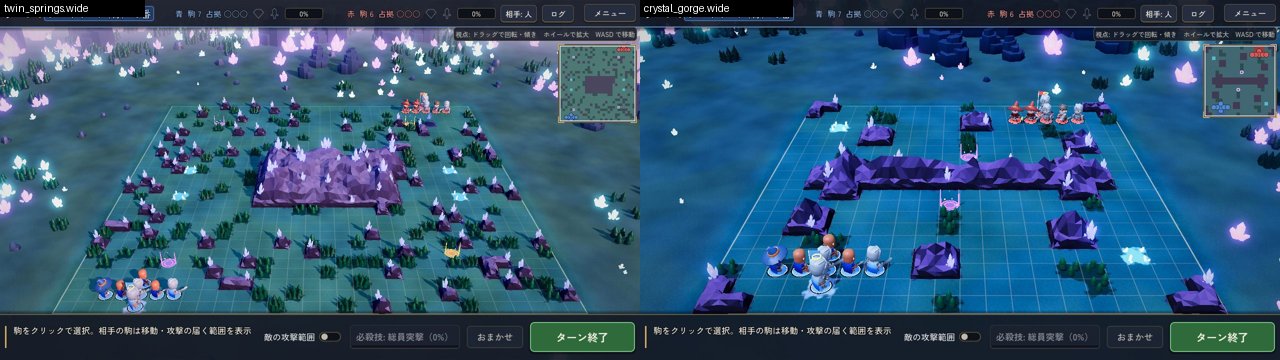 twin_springs.wide
青 駒 7 占拠 ○○○ 0%
赤 駒 6 占拠 ○○○ 0%
相手: 人
ログ
メニュー
視点: ドラッグで回転・傾き ホイールで拡大 WASD で移動
駒をクリックで選択。相手の駒は移動・攻撃の届く範囲を表示
敵の攻撃範囲
必殺技: 総員突撃（0%）
おまかせ
ターン終了
crystal_gorge.wide
青 駒 7 占拠 ○○○ 0%
赤 駒 6 占拠 ○○○ 0%
相手: 人
ログ
メニュー
視点: ドラッグで回転・傾き ホイールで拡大 WASD で移動
駒をクリックで選択。相手の駒は移動・攻撃の届く範囲を表示
敵の攻撃範囲
必殺技: 総員突撃（0%）
おまかせ
ターン終了